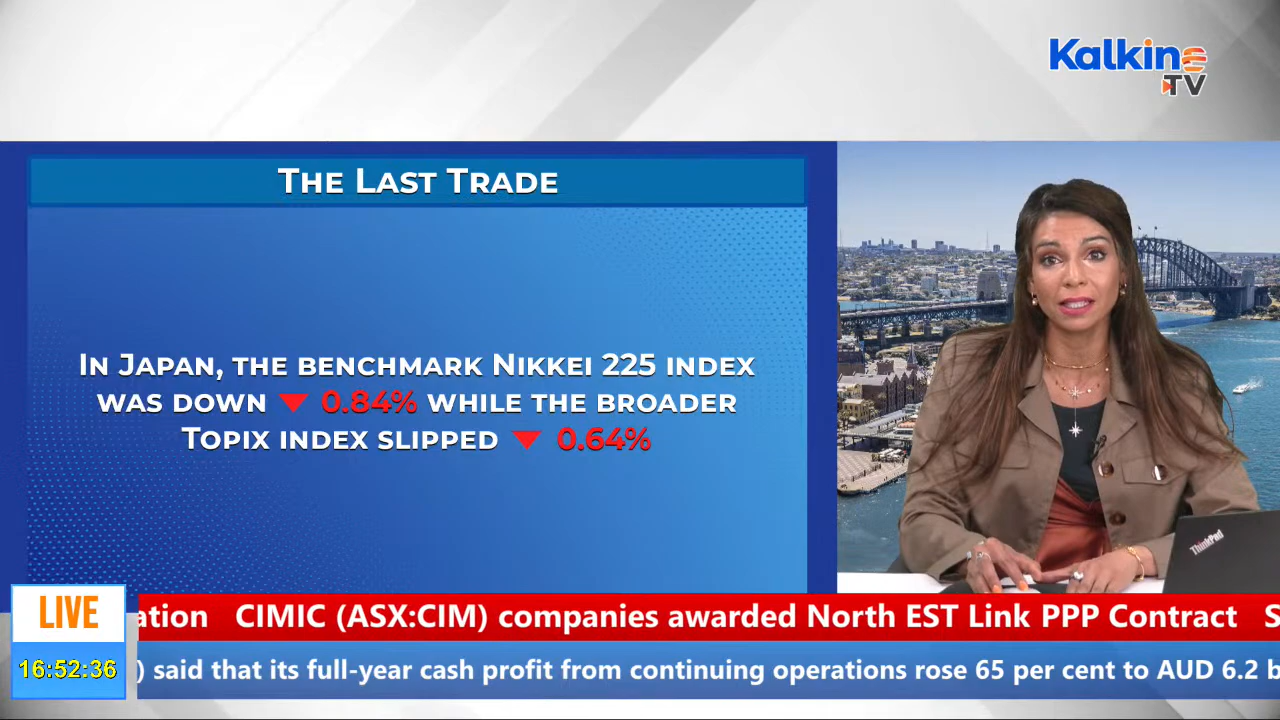 Kalkine
TV
THE LAST TRADE
IN JAPAN, THE BENCHMARK NIKKEI 225 INDEX
WAS DOWN ▼ 0.84% WHILE THE BROADER
TOPIX INDEX SLIPPED ▼ 0.64%
ThinkPad
LIVE
ation CIMIC (ASX:CIM) companies awarded North EST Link PPP Contract S
16:52:36
) said that its full-year cash profit from continuing operations rose 65 per cent to AUD 6.2 b